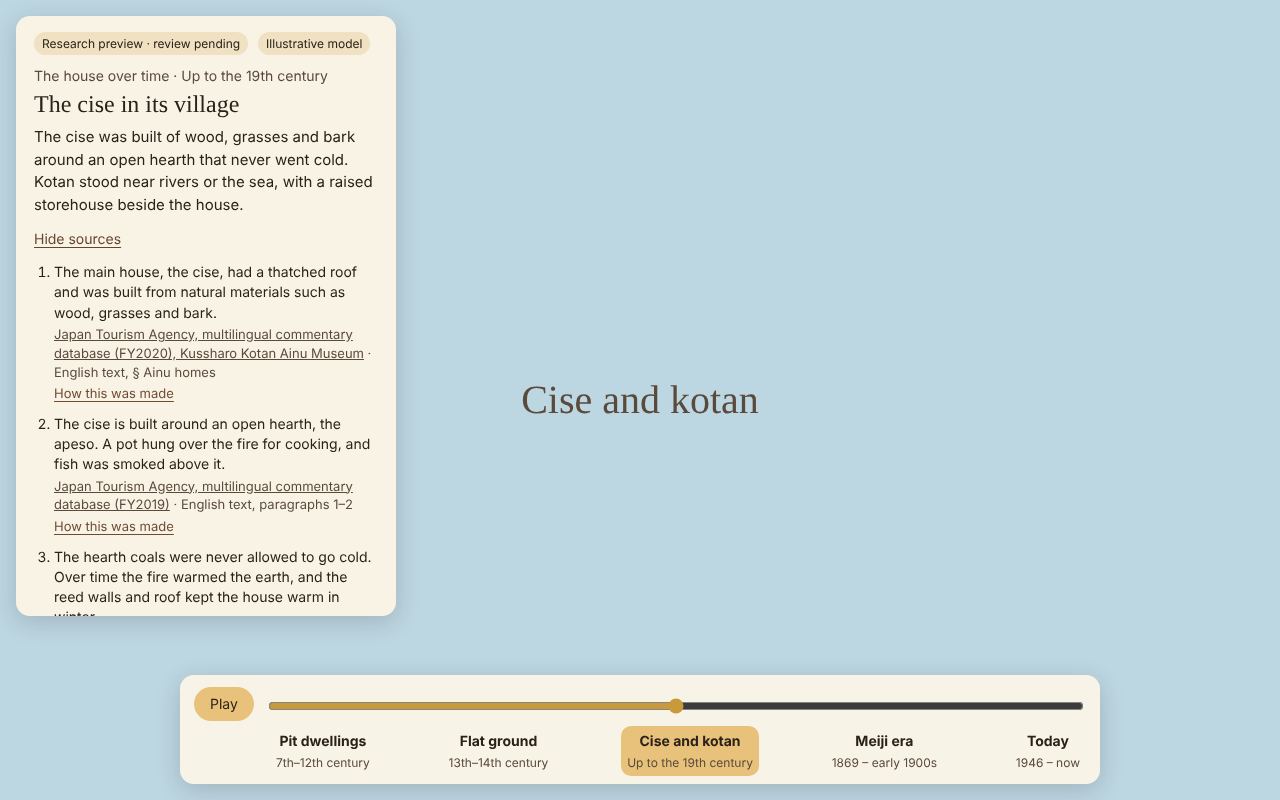 Research preview · review pending
Illustrative model
The house over time · Up to the 19th century
The cise in its village
The cise was built of wood, grasses and bark
around an open hearth that never went cold.
Kotan stood near rivers or the sea, with a raised
storehouse beside the house.
Hide sources
1. The main house, the cise, had a thatched roof
and was built from natural materials such as
wood, grasses and bark.
Japan Tourism Agency, multilingual commentary
database (FY2020), Kussharo Kotan Ainu Museum ·
English text, § Ainu homes
How this was made
2. The cise is built around an open hearth, the
apeso. A pot hung over the fire for cooking, and
fish was smoked above it.
Japan Tourism Agency, multilingual commentary
database (FY2019) · English text, paragraphs 1–2
How this was made
3. The hearth coals were never allowed to go cold.
Over time the fire warmed the earth, and the
reed walls and roof kept the house warm in
winter.
Cise and kotan
Play
Pit dwellings
7th–12th century
Flat ground
13th–14th century
Cise and kotan
Up to the 19th century
Meiji era
1869 – early 1900s
Today
1946 – now